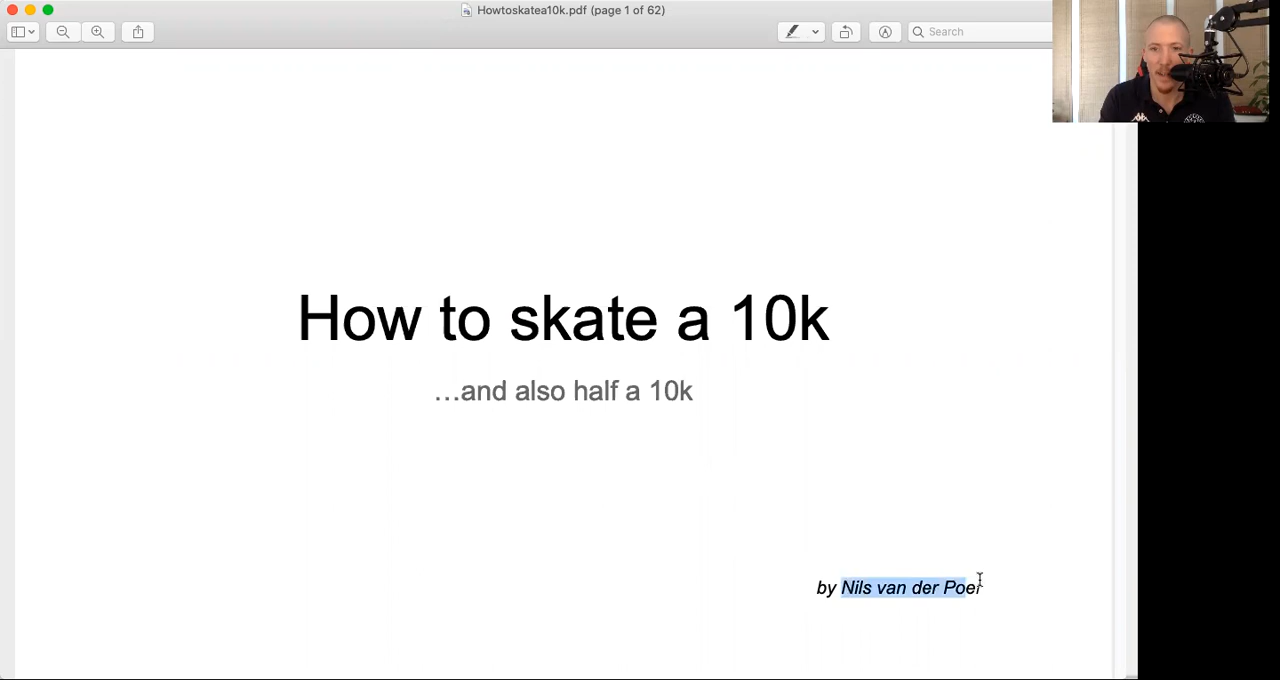 Howtoskatea10k.pdf (page 1 of 62)
Search
How to skate a 10k
…and also half a 10k
by Nils van der Poel